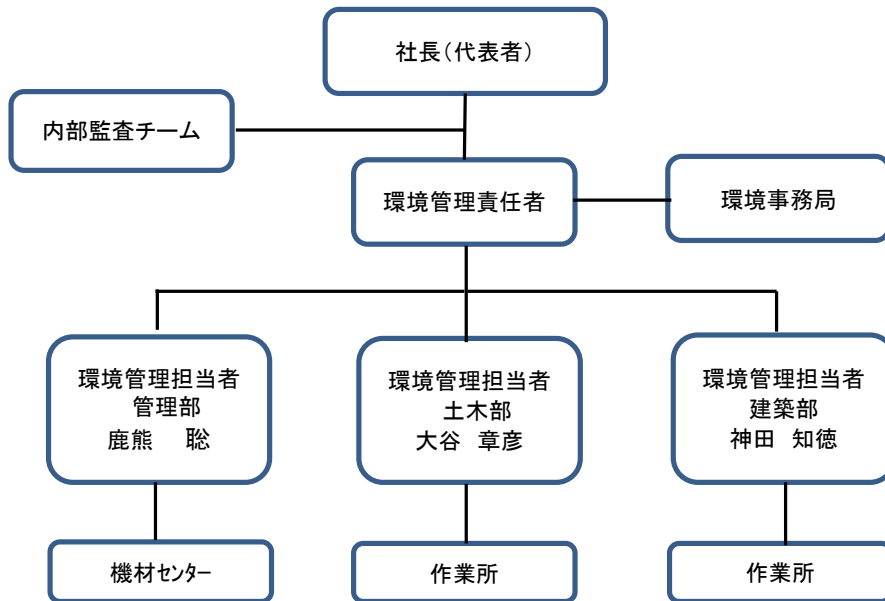 社長(代表者)
内部監査チーム
環境管理責任者
環境事務局
環境管理担当者
管理部
鹿熊　聡
環境管理担当者
土木部
大谷　章彦
環境管理担当者
建築部
神田　知徳
機材センター
作業所
作業所